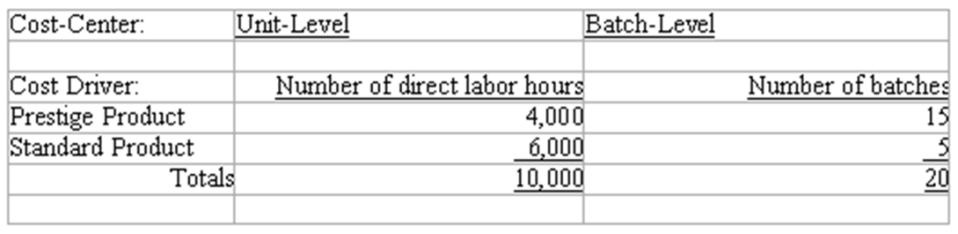 Cost-Center: Unit-Level Batch-Level
Cost Driver: Number of direct labor hours Number of batches
Prestige Product 4,000 15
Standard Product 6,000 5
Totals 10,000 20